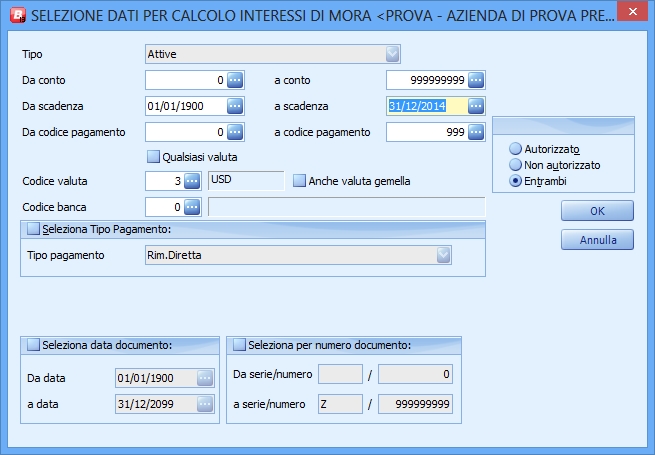 SELEZIONE DATI PER CALCOLO INTERESSI DI MORA <PROVA - AZIENDA DI PROVA PRE...
Tipo Attive
Da conto 0 a conto 999999999
Da scadenza 01/01/1900 a scadenza 31/12/2014
Da codice pagamento 0 a codice pagamento 999
Autorizzato
Non autorizzato
Entrambi
Qualsiasi valuta
Codice valuta 3 USD Anche valuta gemella
Codice banca 0
OK
Annulla
Seleziona Tipo Pagamento:
Tipo pagamento Rim.Diretta
Seleziona data documento:
Da data 01/01/1900
a data 31/12/2099
Seleziona per numero documento:
Da serie/numero / 0
a serie/numero Z / 999999999